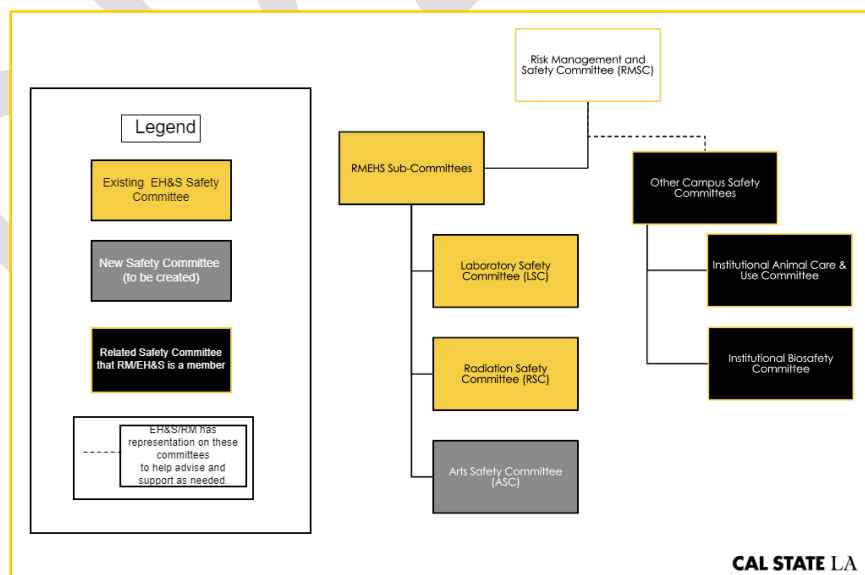 Risk Management and
Safety Committee (RMSC)
Legend
RMEHS Sub-Committees
Existing EH&S Safety
Committee
Other Campus Safety
Committees
New Safety Committee
(to be created)
Laboratory Safety
Committee (LSC)
Institutional Animal Care &
Use Committee
Related Safety Committee
that RM/EH&S is a member
Radiation Safety
Committee (RSC)
Institutional Biosafety
Committee
EH&S/RM has
representation on these
committees
to help advise and
support as needed.
Arts Safety Committee
(ASC)
CAL STATE LA